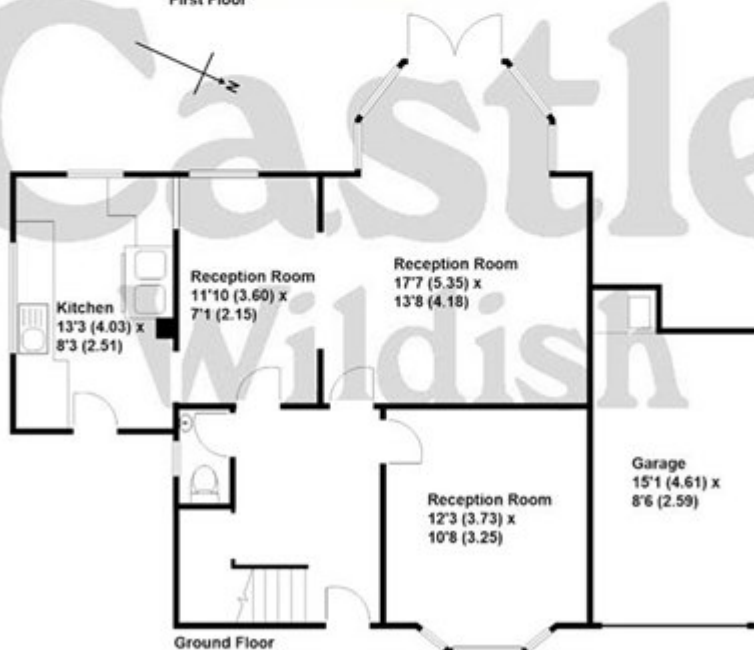 First Floor
N
Castle
Wildish
Kitchen
13'3 (4.03) x
8'3 (2.51)
Reception Room
11'10 (3.60) x
7'1 (2.15)
Reception Room
17'7 (5.35) x
13'8 (4.18)
Reception Room
12'3 (3.73) x
10'8 (3.25)
Garage
15'1 (4.61) x
8'6 (2.59)
Ground Floor